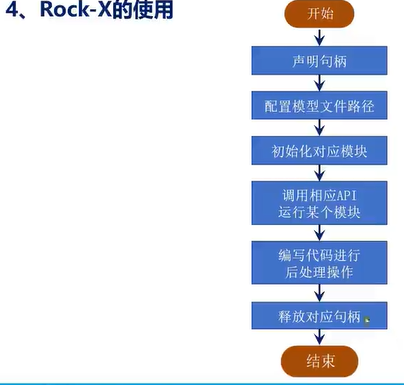 4、Rock-X的使用
开始
声明句柄
配置模型文件路径
初始化对应模块
调用相应API
运行某个模块
编写代码进行
后处理操作
释放对应句柄
结束